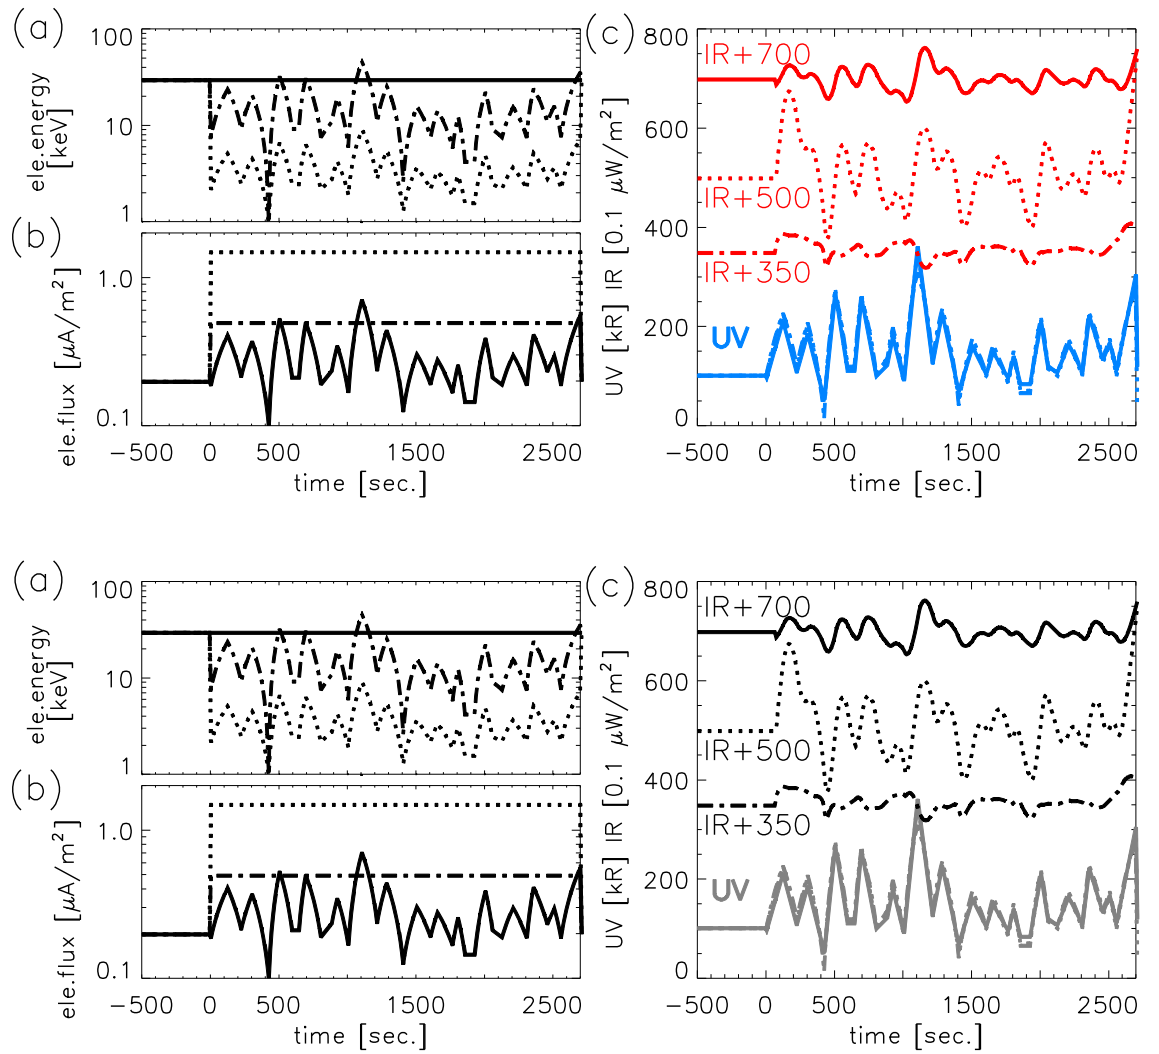 (a)
100
10
1
ele.energy
[keV]
(b)
1.0
0.1
ele.flux [μA/m²]
-500 0 500 1500 2500
time [sec.]
(c)
800
600
400
200
0
UV [kR] IR [0.1 μW/m²]
IR+700
IR+500
IR+350
UV
-500 0 500 1500 2500
time [sec.]
(a)
100
10
1
ele.energy
[keV]
(b)
1.0
0.1
ele.flux [μA/m²]
-500 0 500 1500 2500
time [sec.]
(c)
800
600
400
200
0
UV [kR] IR [0.1 μW/m²]
IR+700
IR+500
IR+350
UV
-500 0 500 1500 2500
time [sec.]